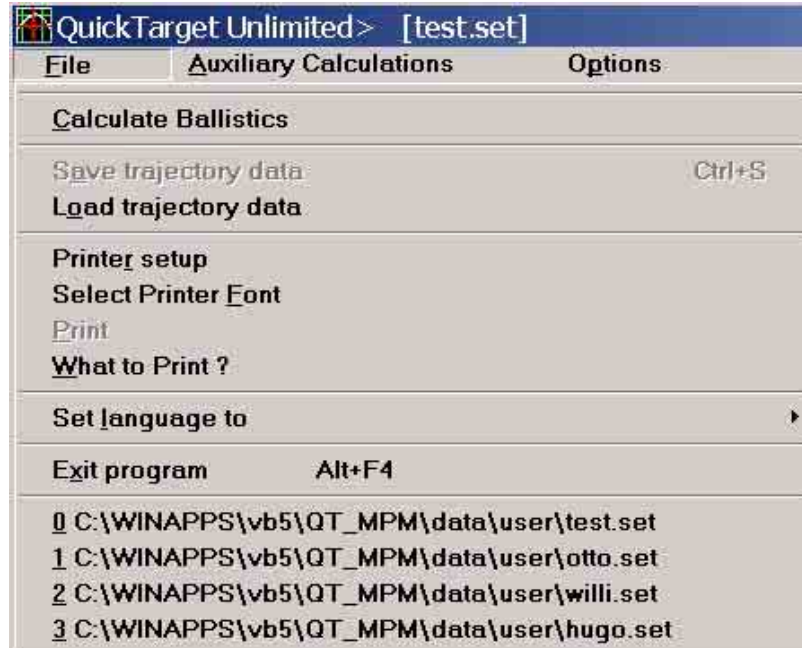 QuickTarget Unlimited> [test.set]
File Auxiliary Calculations Options
Calculate Ballistics
Save trajectory data Ctrl+S
Load trajectory data
Printer setup
Select Printer Font
Print
What to Print ?
Set language to
Exit program Alt+F4
0 C:\WINAPPS\vb5\QT_MPM\data\user\test.set
1 C:\WINAPPS\vb5\QT_MPM\data\user\otto.set
2 C:\WINAPPS\vb5\QT_MPM\data\user\willi.set
3 C:\WINAPPS\vb5\QT_MPM\data\user\hugo.set